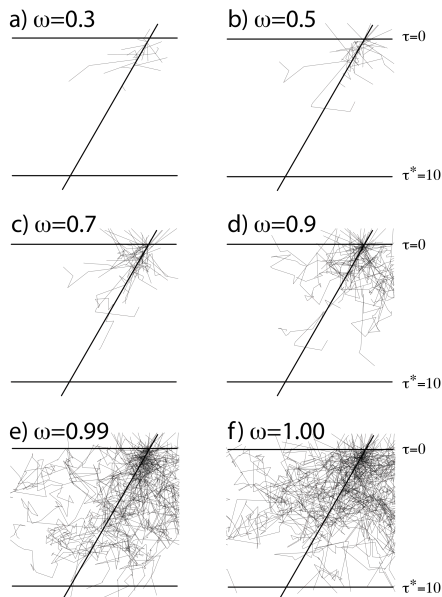 a) ω=0.3
b) ω=0.5
τ=0
τ*=10
c) ω=0.7
d) ω=0.9
τ=0
τ*=10
e) ω=0.99
f) ω=1.00
τ=0
τ*=10